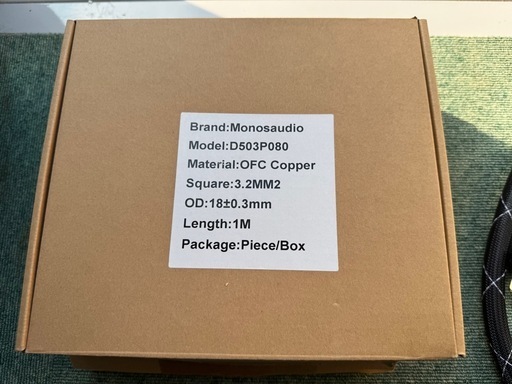 Brand:Monosaudio
Model:D503P080
Material:OFC Copper
Square:3.2MM2
OD:18±0.3mm
Length:1M
Package:Piece/Box